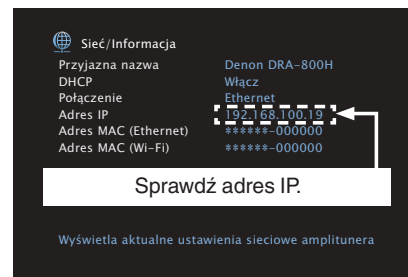 Sieć/Informacja
Przyjazna nazwa Denon DRA-800H
DHCP Włącz
Połączenie Ethernet
Adres IP 192.168.100.19
Adres MAC (Ethernet) ******-000000
Adres MAC (Wi-Fi) ******-000000
Sprawdź adres IP.
Wyświetla aktualne ustawienia sieciowe amplitunera